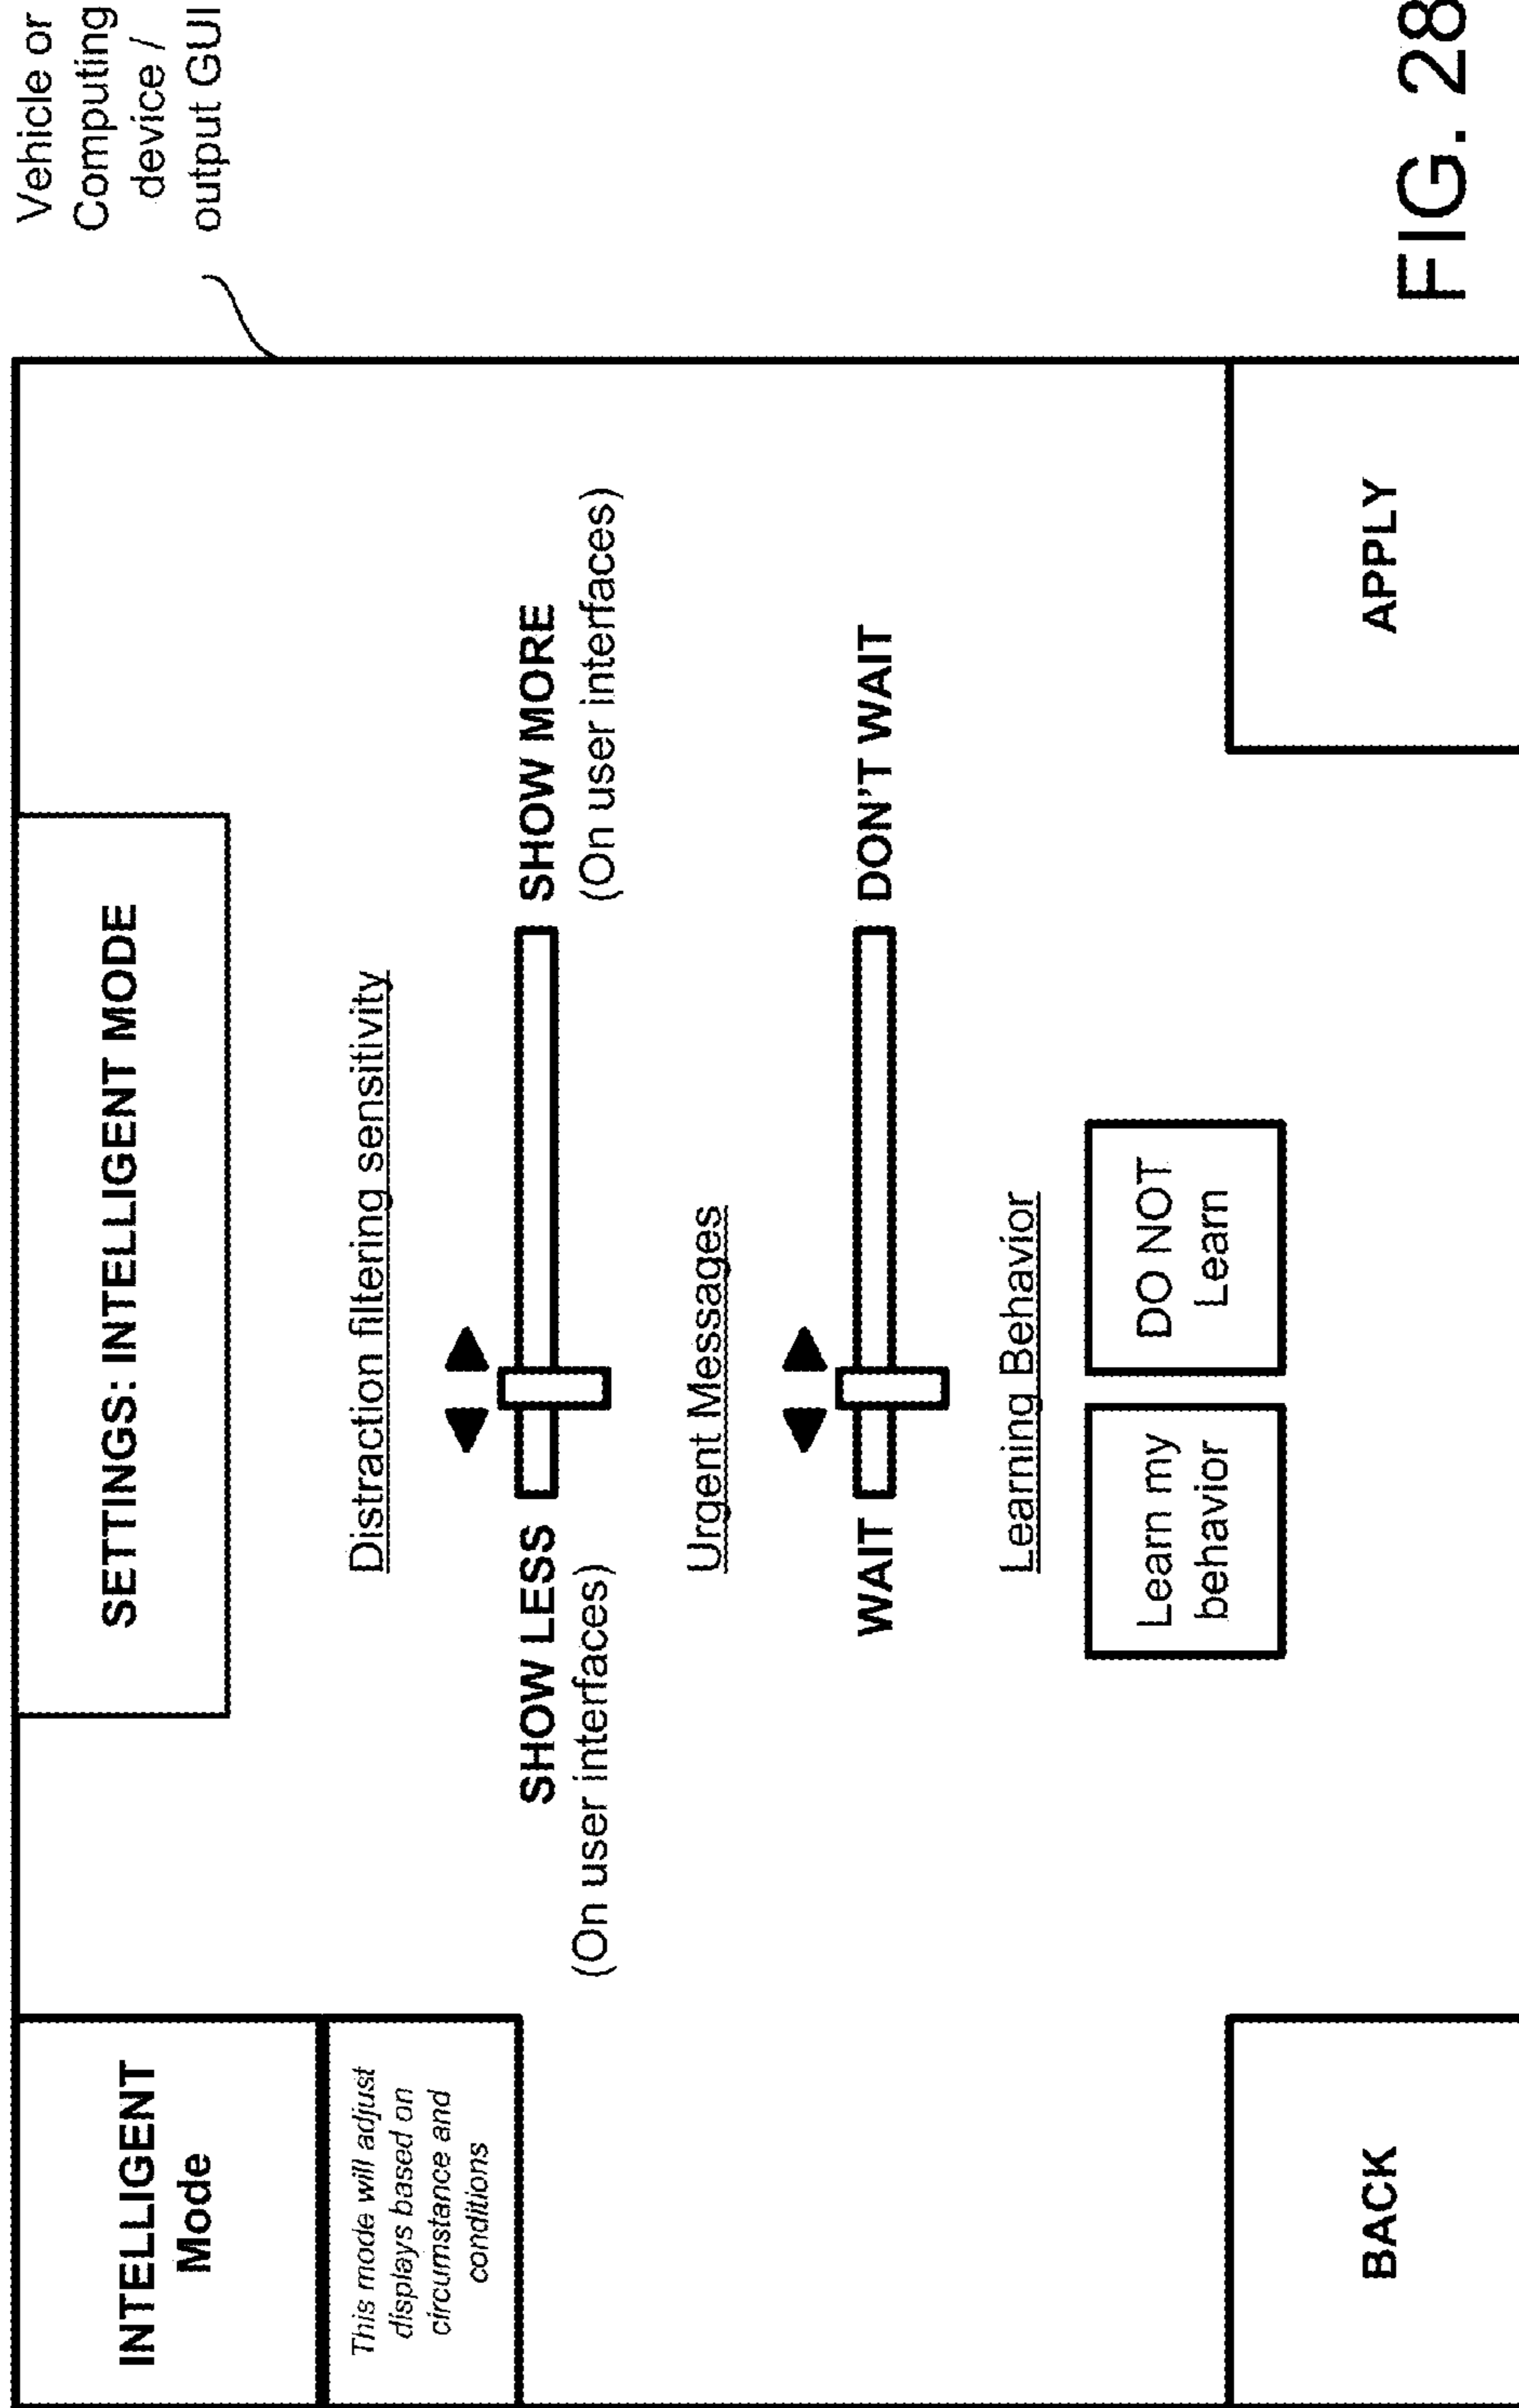 INTELLIGENT
Mode
This mode will adjust
displays based on
circumstance and
conditions
SETTINGS: INTELLIGENT MODE
Vehicle or
Computing
device /
output GUI
Distraction filtering sensitivity
SHOW LESS
(On user interfaces)
SHOW MORE
(On user interfaces)
Urgent Messages
WAIT
DON'T WAIT
Learning Behavior
Learn my
behavior
DO NOT
Learn
BACK
APPLY
FIG. 28